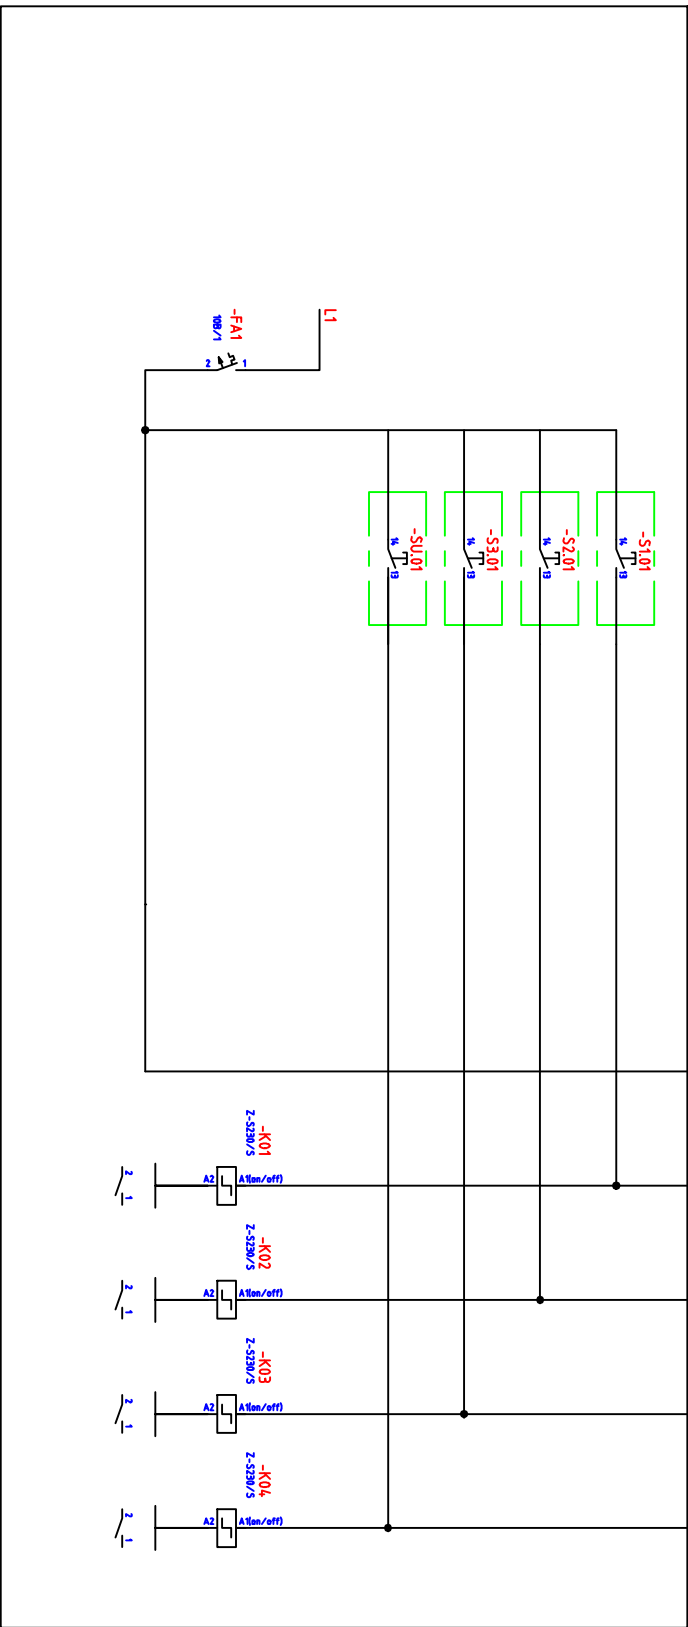 L1
-FA1
10B/1
1
2
-S1.01
14
13
-S2.01
14
13
-S3.01
14
13
-SU.01
14
13
-K01
Z-S230/S
A1(on/off)
A2
2
1
-K02
Z-S230/S
A1(on/off)
A2
2
1
-K03
Z-S230/S
A1(on/off)
A2
2
1
-K04
Z-S230/S
A1(on/off)
A2
2
1